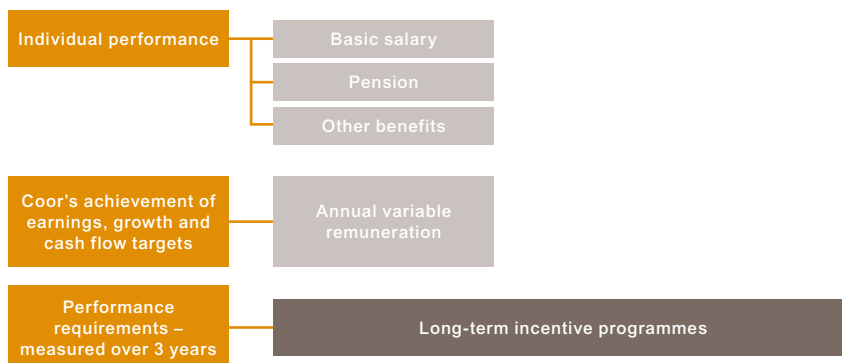 Individual performance
Basic salary
Pension
Other benefits
Coor's achievement of
earnings, growth and
cash flow targets
Annual variable
remuneration
Performance
requirements –
measured over 3 years
Long-term incentive programmes